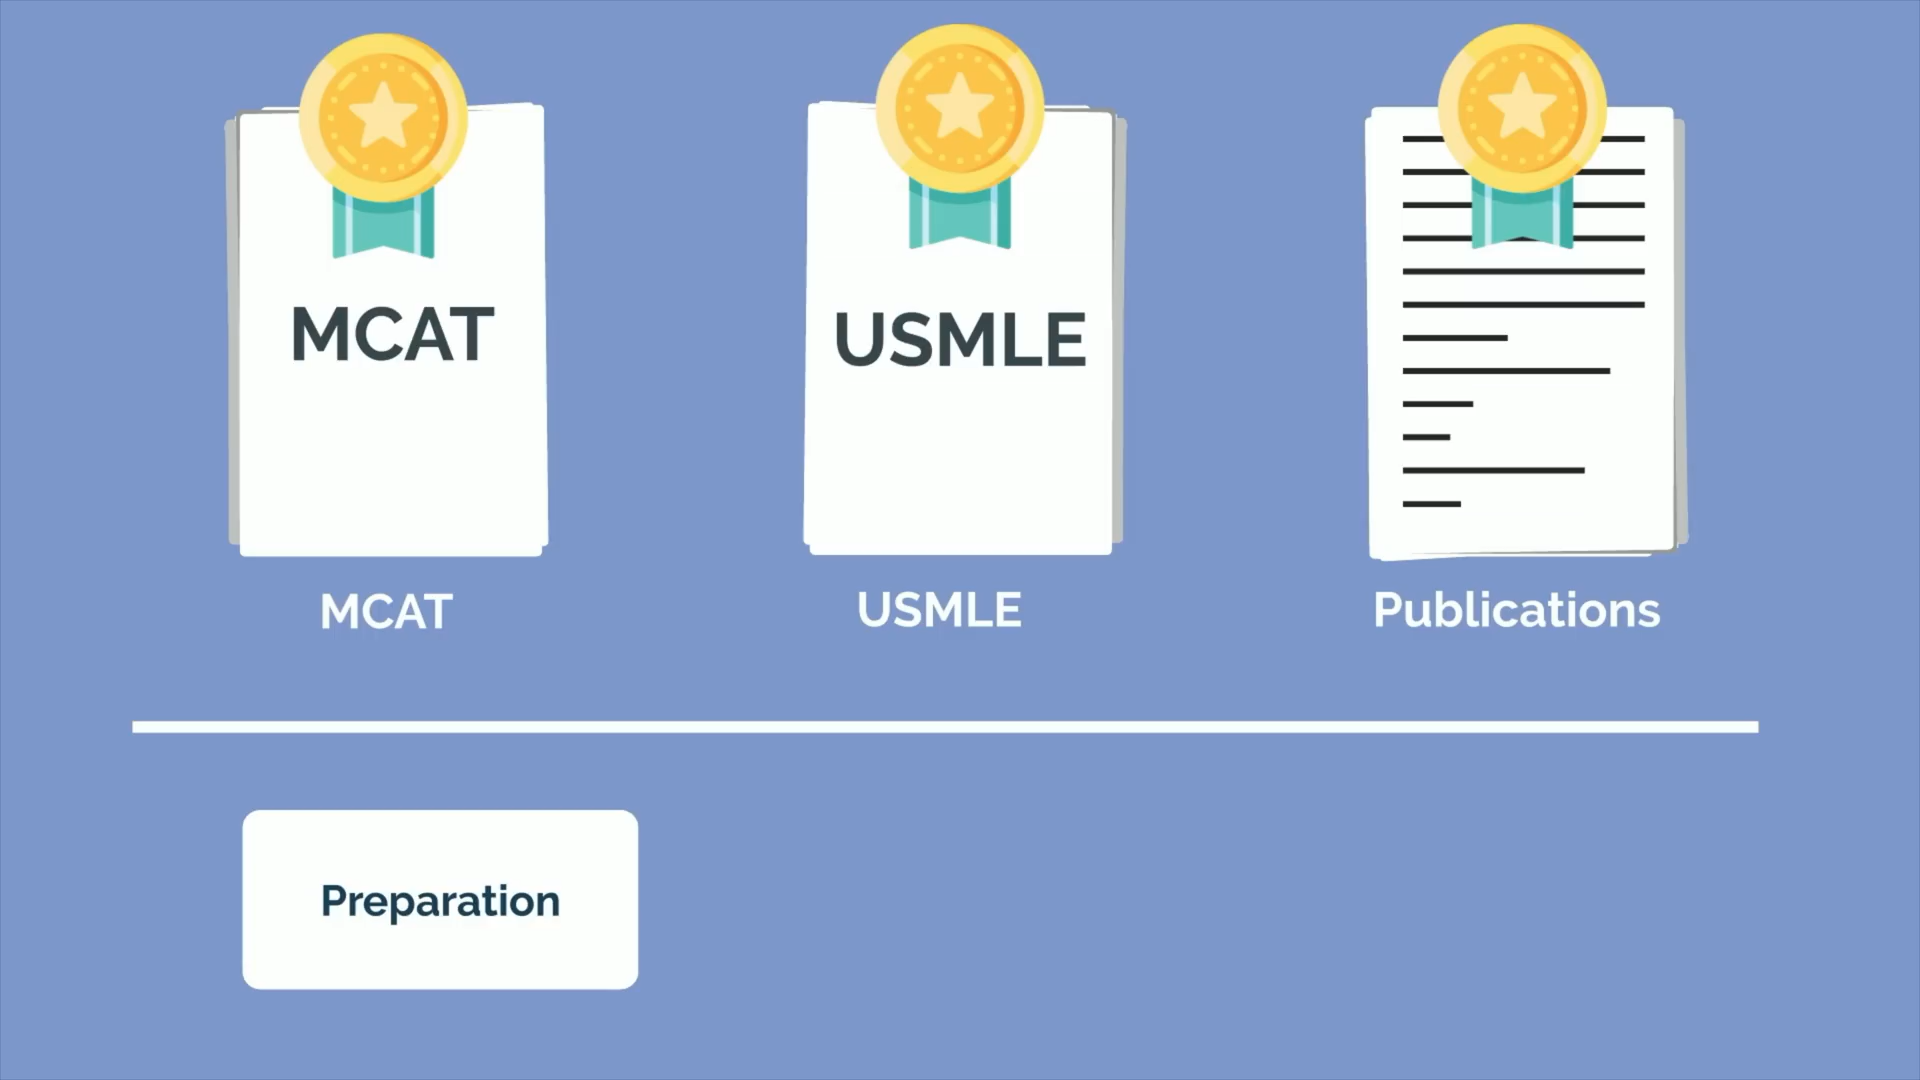 MCAT
USMLE
MCAT
USMLE
Publications
Preparation